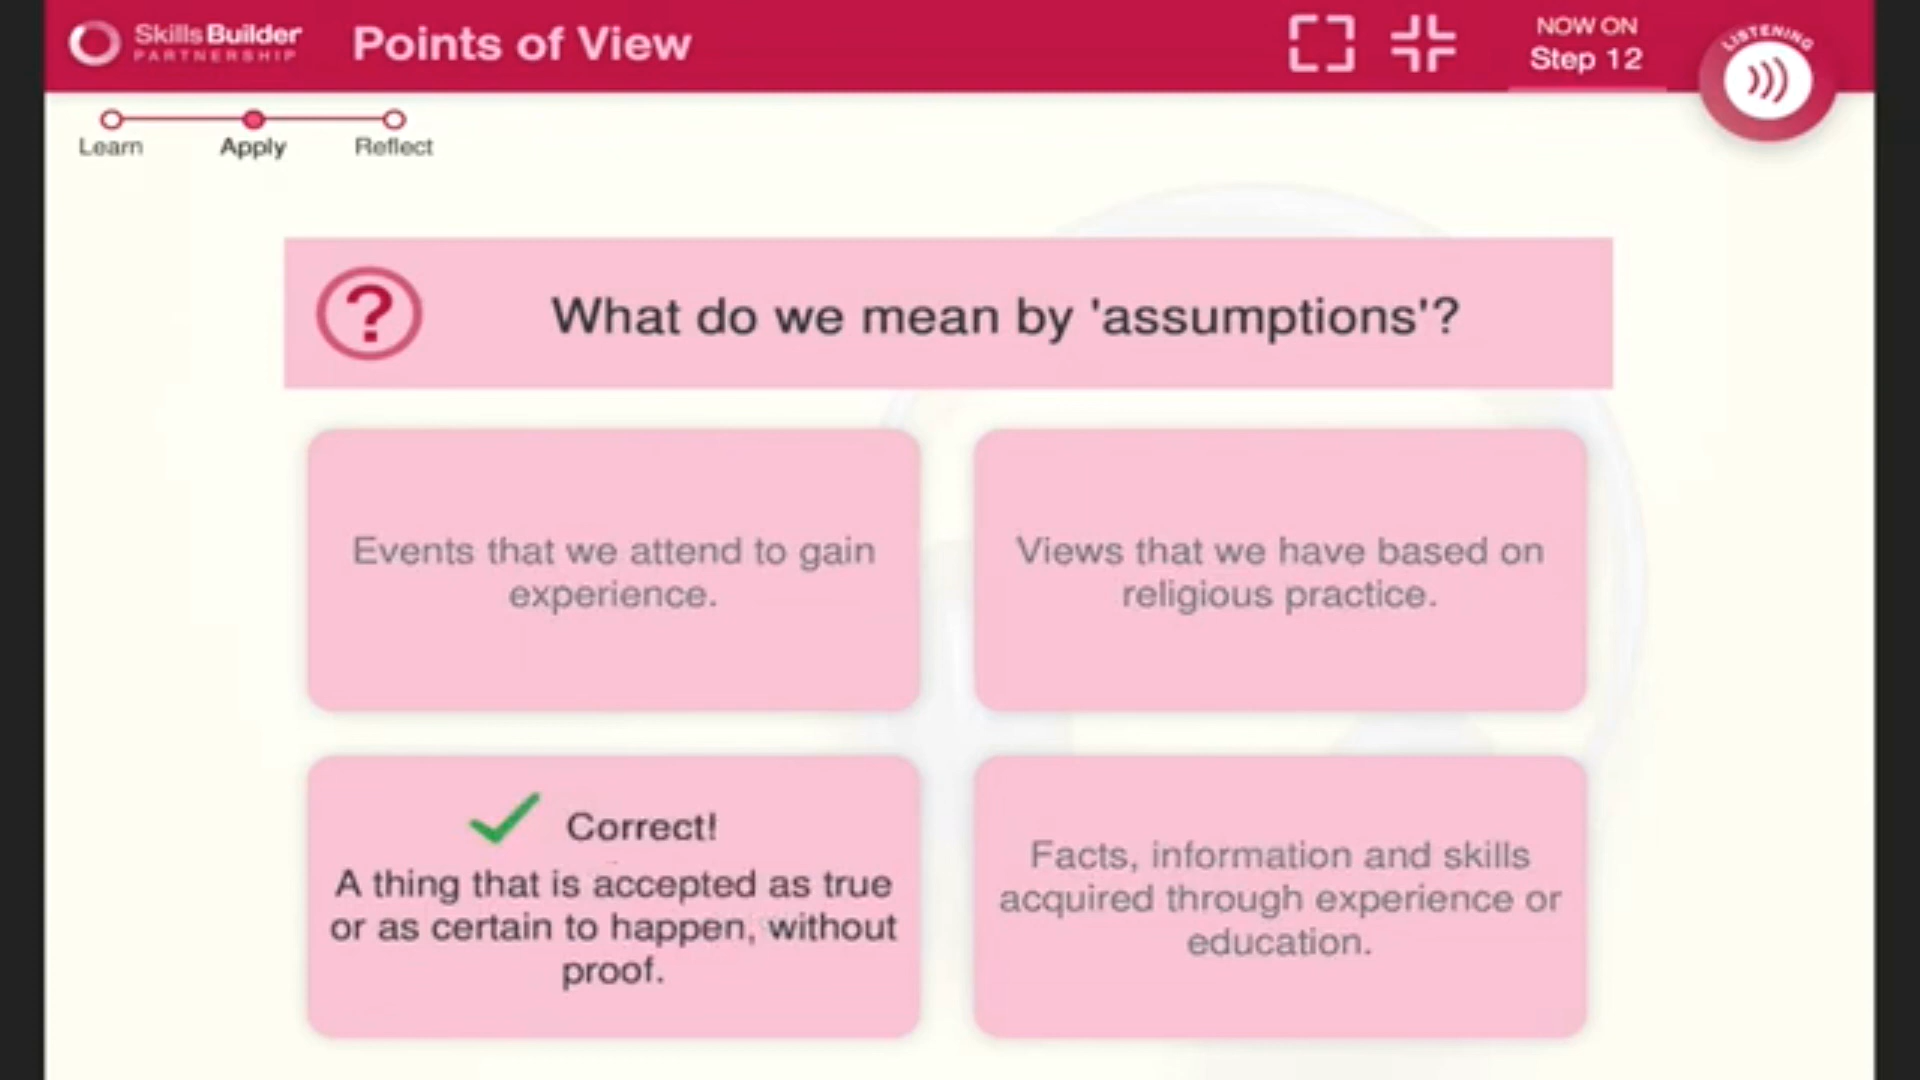 SkillsBuilder
PARTNERSHIP
Points of View
NOW ON
Step 12
LISTENING
Learn
Apply
Reflect
?
What do we mean by 'assumptions'?
Events that we attend to gain
experience.
Views that we have based on
religious practice.
Correct!
A thing that is accepted as true
or as certain to happen, without
proof.
Facts, information and skills
acquired through experience or
education.